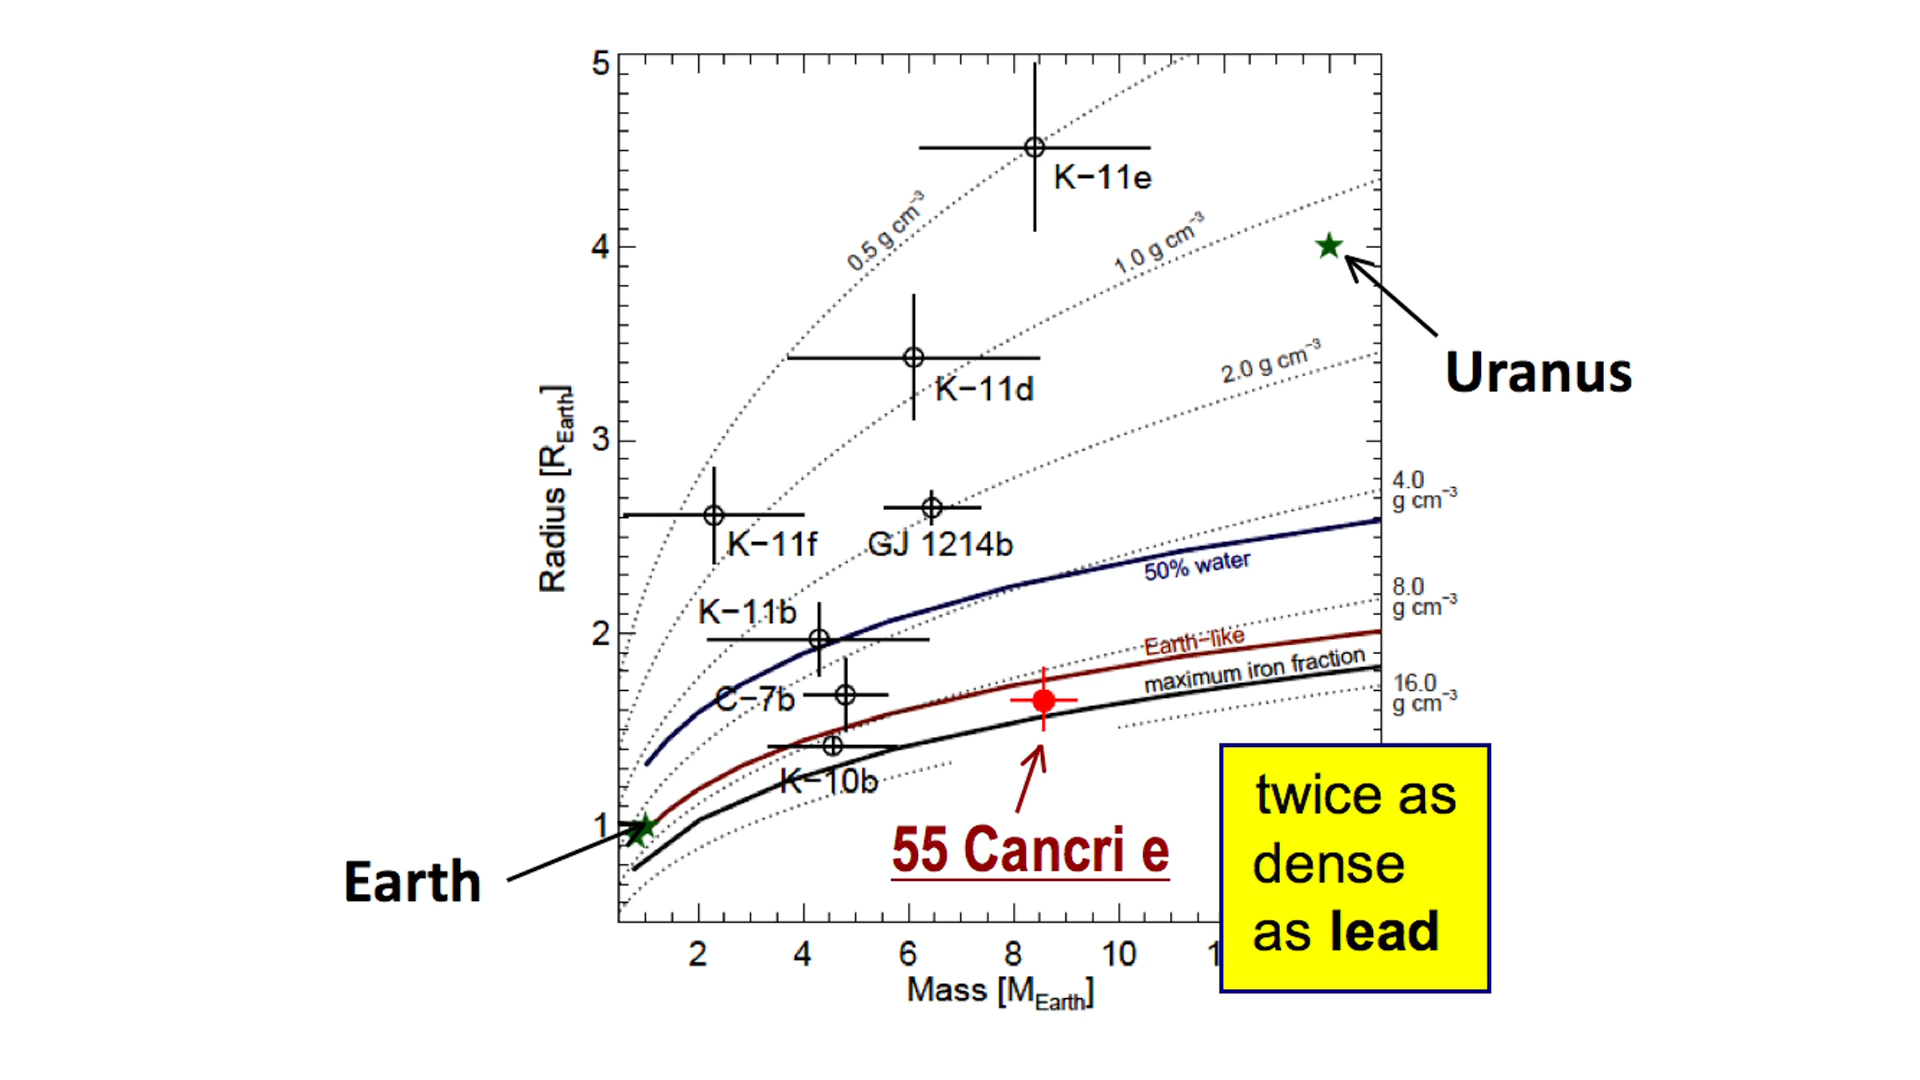 5
K−11e
0.5 g cm⁻³
1.0 g cm⁻³
4
Uranus
2.0 g cm⁻³
K−11d
Radius [R_Earth]
3
4.0
g cm⁻³
K−11f
GJ 1214b
50% water
8.0
g cm⁻³
K−11b
2
Earth−like
maximum iron fraction
C−7b
16.0
g cm⁻³
K−10b
1
55 Cancri e
Earth
twice as
dense
as lead
2 4 6 8 10 1
Mass [M_Earth]